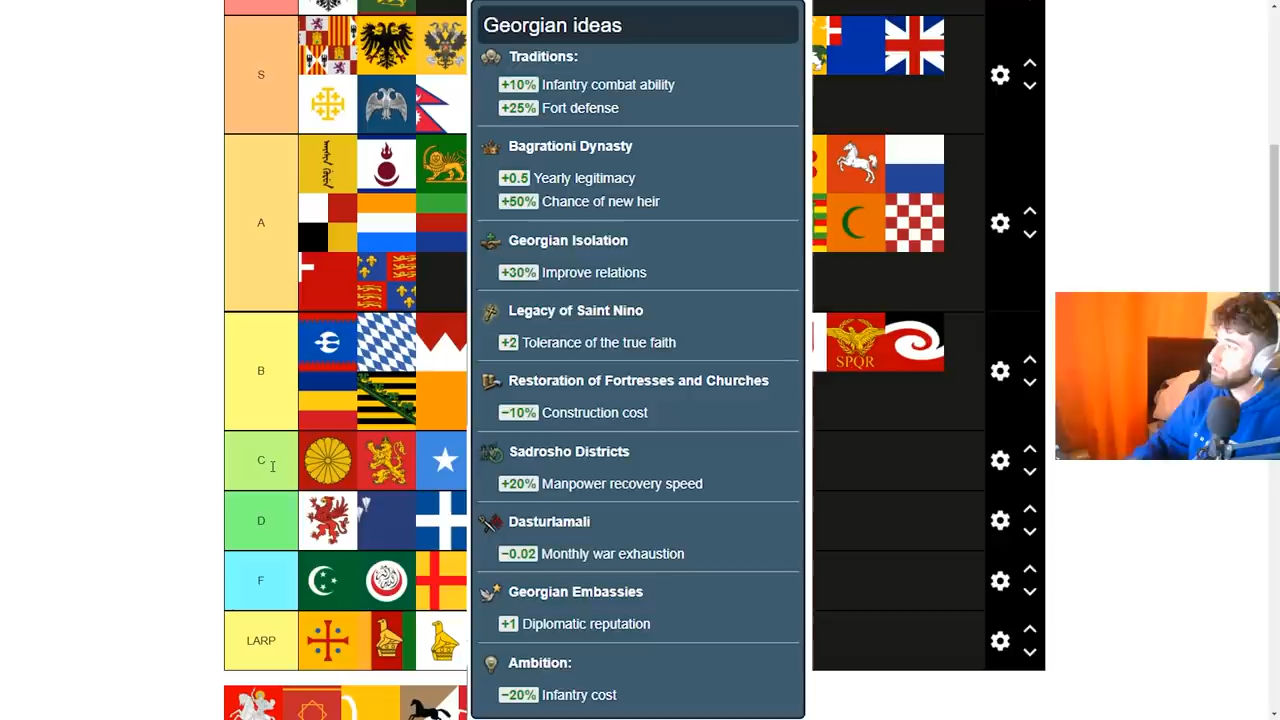 Georgian ideas
Traditions:
+10% Infantry combat ability
+25% Fort defense
Bagrationi Dynasty
+0.5 Yearly legitimacy
+50% Chance of new heir
Georgian Isolation
+30% Improve relations
Legacy of Saint Nino
+2 Tolerance of the true faith
Restoration of Fortresses and Churches
−10% Construction cost
Sadrosho Districts
+20% Manpower recovery speed
Dasturlamali
−0.02 Monthly war exhaustion
Georgian Embassies
+1 Diplomatic reputation
Ambition:
−20% Infantry cost
S
A
B
C
D
F
LARP
SPQR